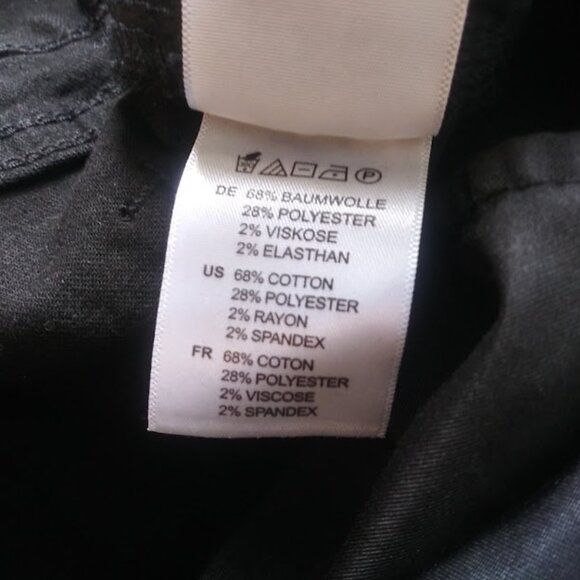 P
DE 68% BAUMWOLLE
28% POLYESTER
2% VISKOSE
2% ELASTHAN
US 68% COTTON
28% POLYESTER
2% RAYON
2% SPANDEX
FR 68% COTON
28% POLYESTER
2% VISCOSE
2% SPANDEX